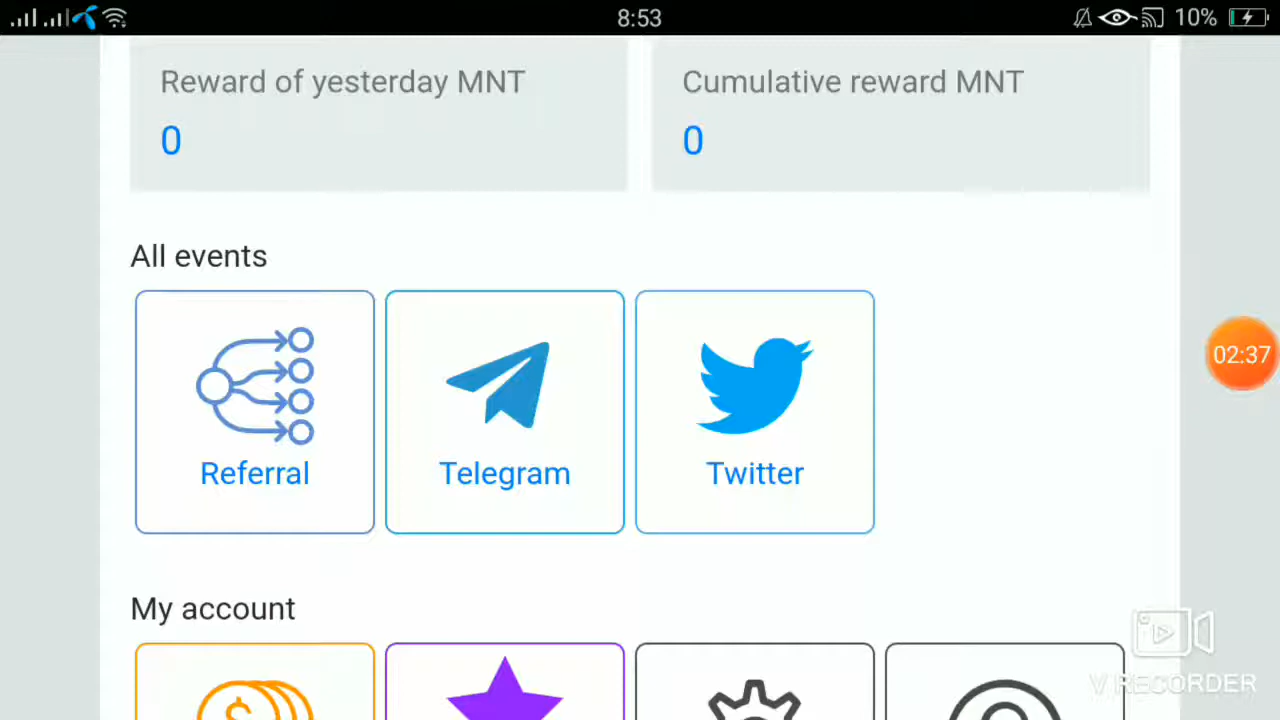 8:53
10%
Reward of yesterday MNT
Cumulative reward MNT
0
0
All events
02:37
Referral
Telegram
Twitter
My account
V RECORDER